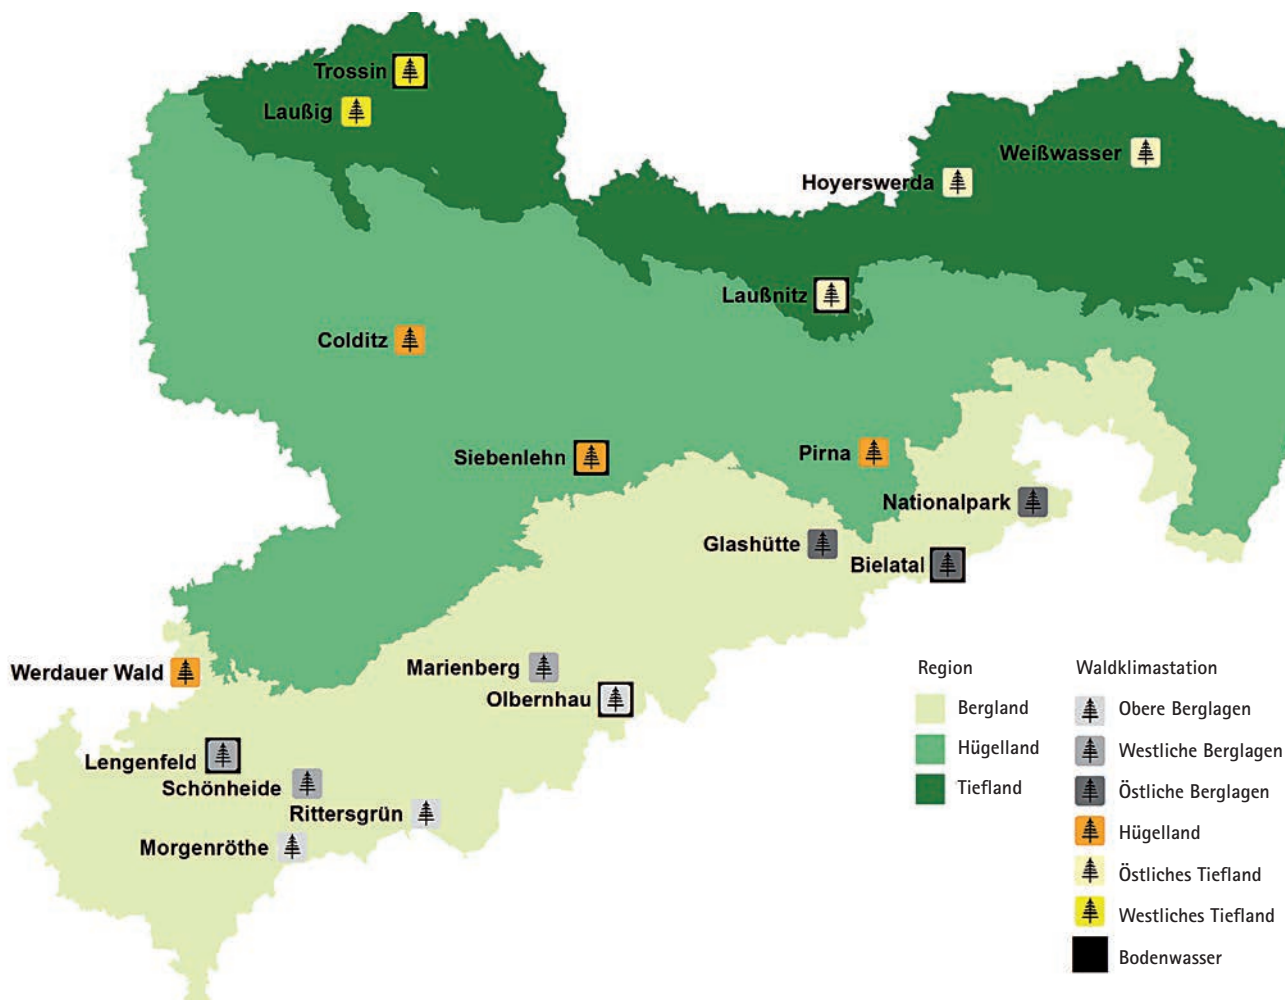 Trossin
Laußig
Weißwasser
Hoyerswerda
Laußnitz
Colditz
Siebenlehn
Pirna
Nationalpark
Glashütte
Bielatal
Werdauer Wald
Marienberg
Olbernhau
Lengenfeld
Schönheide
Rittersgrün
Morgenröthe
Region
Bergland
Hügelland
Tiefland
Waldklimastation
Obere Berglagen
Westliche Berglagen
Östliche Berglagen
Hügelland
Östliches Tiefland
Westliches Tiefland
Bodenwasser